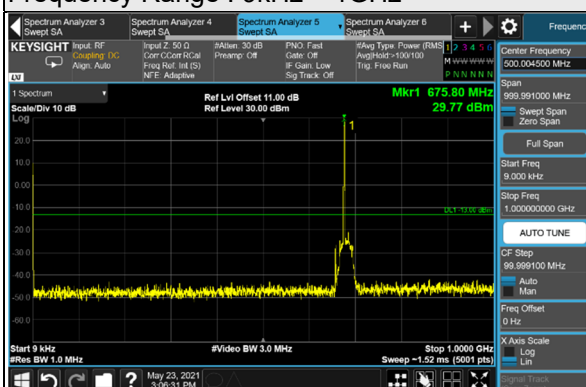 Frequency Range : 9kHz ~ 1GHz
Spectrum Analyzer 3
Swept SA
Spectrum Analyzer 4
Swept SA
Spectrum Analyzer 5
Swept SA
Spectrum Analyzer 6
Swept SA
+
Frequenc
KEYSIGHT
Input: RF
Coupling: DC
Align: Auto
Input Z: 50 Ω
Corr CCorr RCal
Freq Ref: Int (S)
NFE: Adaptive
#Atten: 30 dB
Preamp: Off
PNO: Fast
Gate: Off
IF Gain: Low
Sig Track: Off
#Avg Type: Power (RMS
Avg|Hold:>100/100
Trig: Free Run
1 2 3 4 5 6
M W W W W W
P N N N N N
LXI
1 Spectrum
Scale/Div 10 dB
Ref Lvl Offset 11.00 dB
Ref Level 30.00 dBm
Mkr1 675.80 MHz
29.77 dBm
Log
1
20.0
10.0
0.00
-10.0
DL1 -13.00 dBm
-20.0
-30.0
-40.0
-50.0
-60.0
Start 9 kHz
#Res BW 1.0 MHz
#Video BW 3.0 MHz
Stop 1.0000 GHz
Sweep ~1.52 ms (5001 pts)
Center Frequency
500.004500 MHz
Span
999.991000 MHz
Swept Span
Zero Span
Full Span
Start Freq
9.000 kHz
Stop Freq
1.000000000 GHz
AUTO TUNE
CF Step
99.999100 MHz
Auto
Man
Freq Offset
0 Hz
X Axis Scale
Log
Lin
Signal Track
?
May 23, 2021
3:06:31 PM